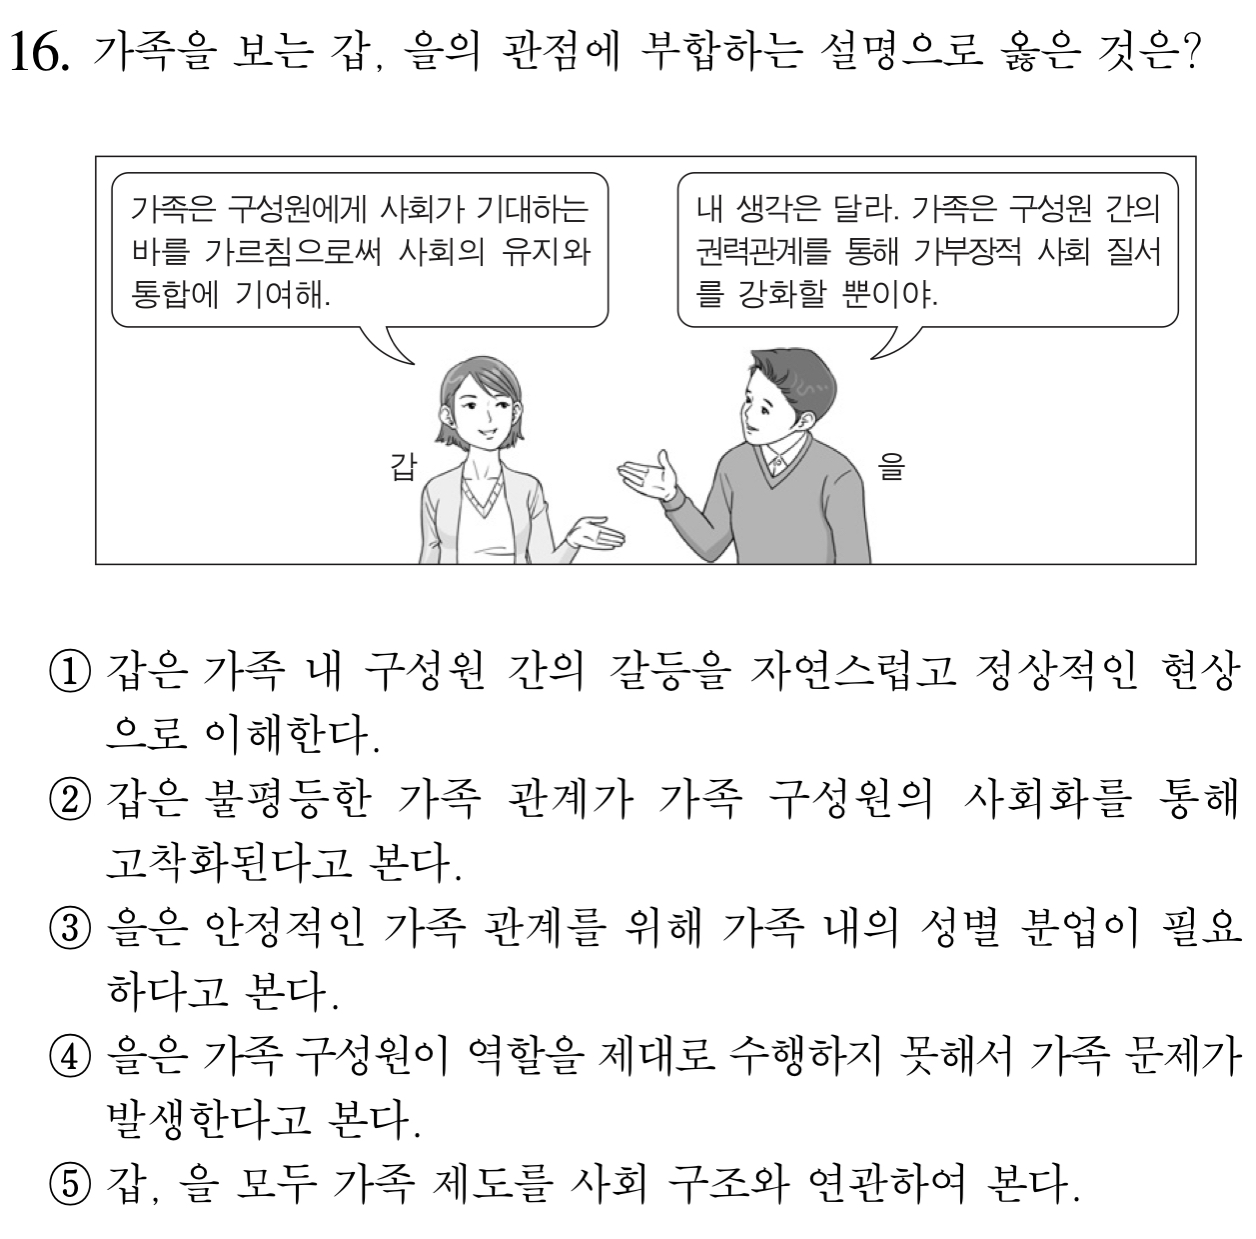 16. 가족을 보는 갑, 을의 관점에 부합하는 설명으로 옳은 것은?
가족은 구성원에게 사회가 기대하는
바를 가르침으로써 사회의 유지와
통합에 기여해.
내 생각은 달라. 가족은 구성원 간의
권력관계를 통해 가부장적 사회 질서
를 강화할 뿐이야.
갑
을
① 갑은 가족 내 구성원 간의 갈등을 자연스럽고 정상적인 현상
으로 이해한다.
② 갑은 불평등한 가족 관계가 가족 구성원의 사회화를 통해
고착화된다고 본다.
③ 을은 안정적인 가족 관계를 위해 가족 내의 성별 분업이 필요
하다고 본다.
④ 을은 가족 구성원이 역할을 제대로 수행하지 못해서 가족 문제가
발생한다고 본다.
⑤ 갑, 을 모두 가족 제도를 사회 구조와 연관하여 본다.